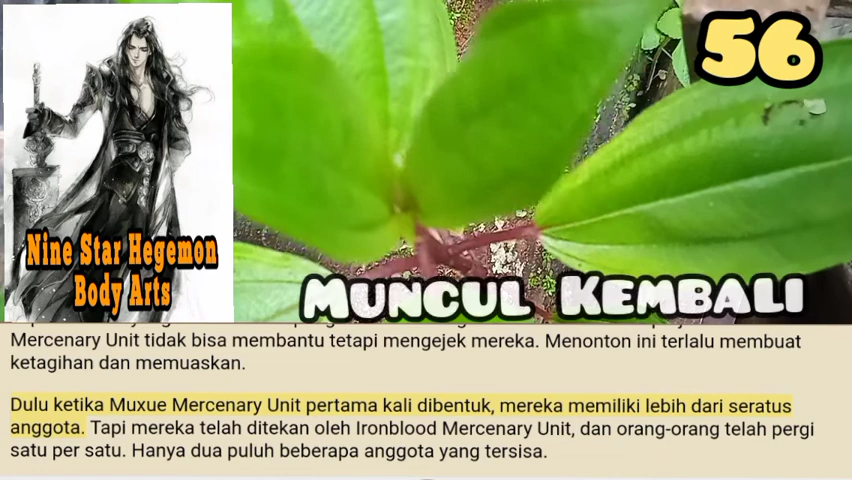 56
Nine Star Hegemon
Body Arts
Muncul Kembali
Mercenary Unit tidak bisa membantu tetapi mengejek mereka. Menonton ini terlalu membuat
ketagihan dan memuaskan.
Dulu ketika Muxue Mercenary Unit pertama kali dibentuk, mereka memiliki lebih dari seratus
anggota. Tapi mereka telah ditekan oleh Ironblood Mercenary Unit, dan orang-orang telah pergi
satu per satu. Hanya dua puluh beberapa anggota yang tersisa.